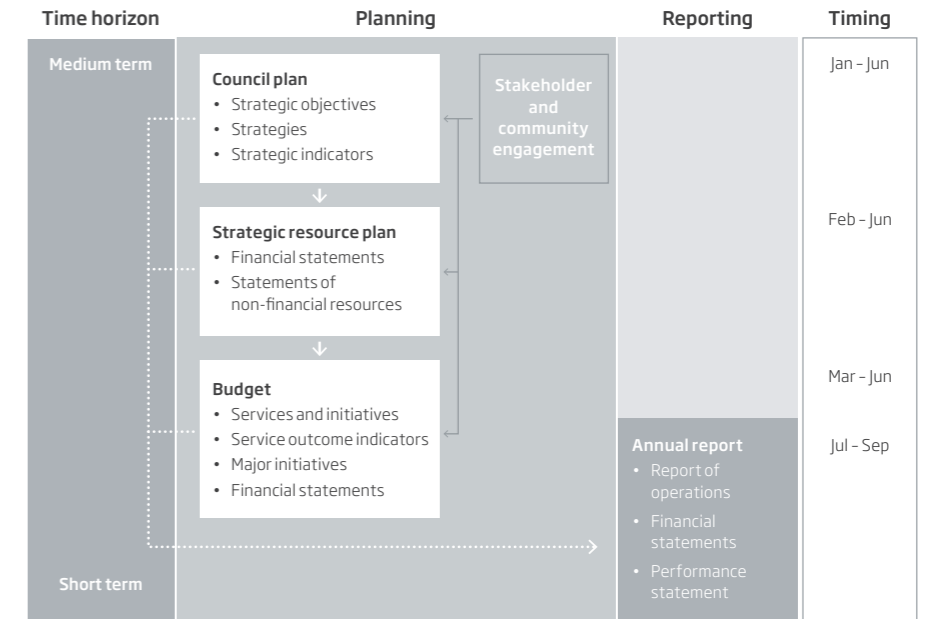 Time horizon
Planning
Reporting
Timing
Medium term
Council plan
• Strategic objectives
• Strategies
• Strategic indicators
Stakeholder
and
community
engagement
Jan – Jun
Strategic resource plan
• Financial statements
• Statements of
non-financial resources
Feb – Jun
Budget
• Services and initiatives
• Service outcome indicators
• Major initiatives
• Financial statements
Mar – Jun
Annual report
• Report of
operations
• Financial
statements
• Performance
statement
Jul – Sep
Short term